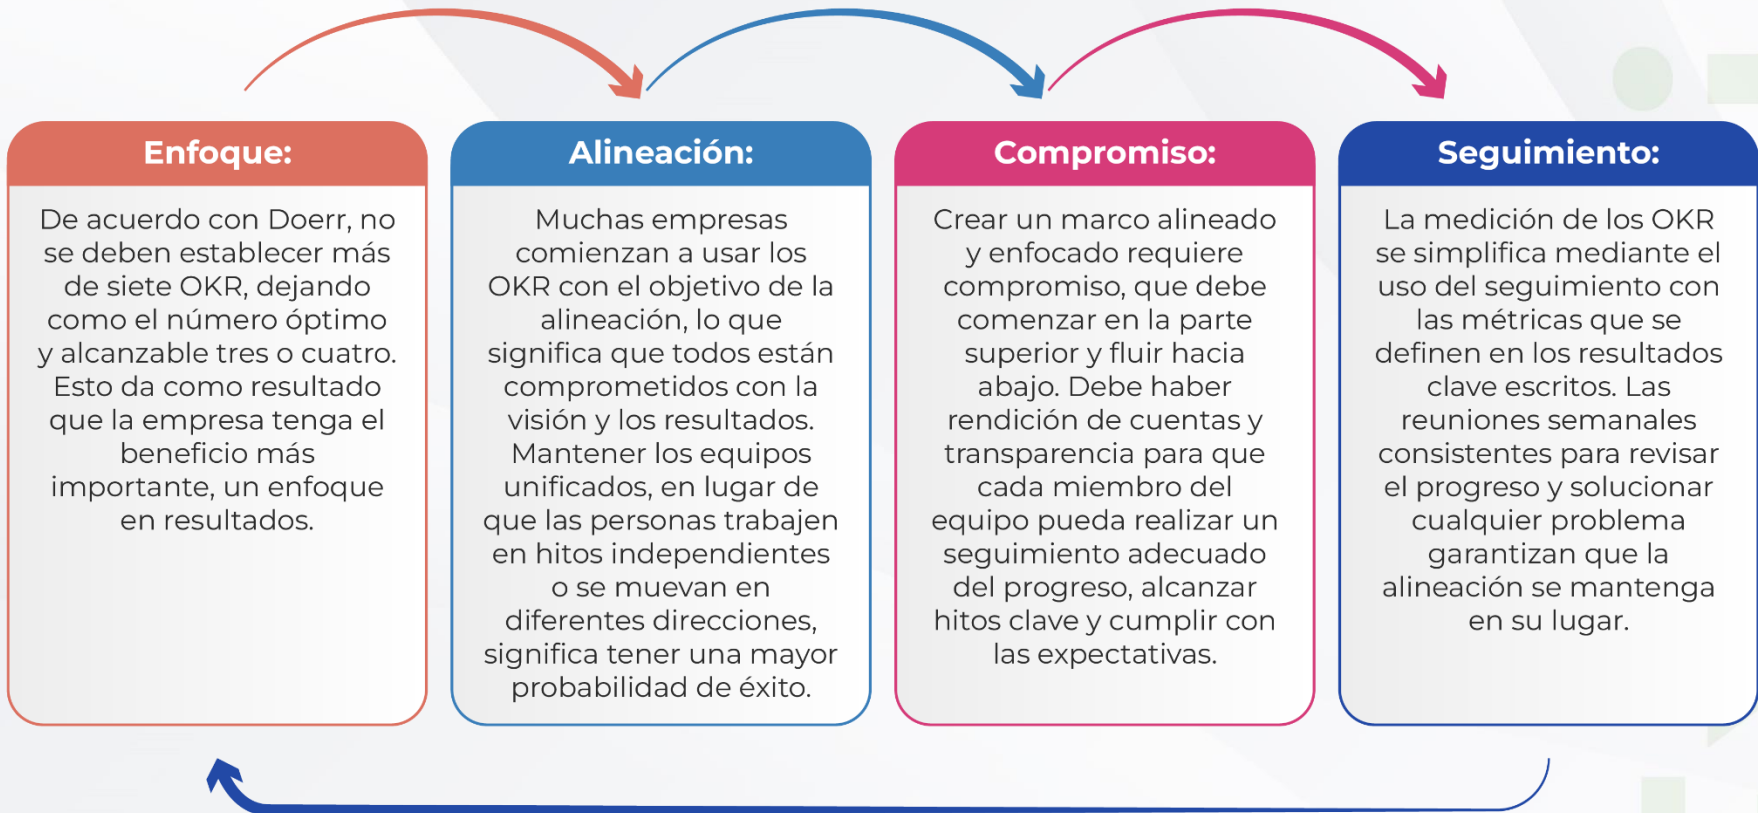 Enfoque:
De acuerdo con Doerr, no
se deben establecer más
de siete OKR, dejando
como el número óptimo
y alcanzable tres o cuatro.
Esto da como resultado
que la empresa tenga el
beneficio más
importante, un enfoque
en resultados.
Alineación:
Muchas empresas
comienzan a usar los
OKR con el objetivo de la
alineación, lo que
significa que todos están
comprometidos con la
visión y los resultados.
Mantener los equipos
unificados, en lugar de
que las personas trabajen
en hitos independientes
o se muevan en
diferentes direcciones,
significa tener una mayor
probabilidad de éxito.
Compromiso:
Crear un marco alineado
y enfocado requiere
compromiso, que debe
comenzar en la parte
superior y fluir hacia
abajo. Debe haber
rendición de cuentas y
transparencia para que
cada miembro del
equipo pueda realizar un
seguimiento adecuado
del progreso, alcanzar
hitos clave y cumplir con
las expectativas.
Seguimiento:
La medición de los OKR
se simplifica mediante el
uso del seguimiento con
las métricas que se
definen en los resultados
clave escritos. Las
reuniones semanales
consistentes para revisar
el progreso y solucionar
cualquier problema
garantizan que la
alineación se mantenga
en su lugar.